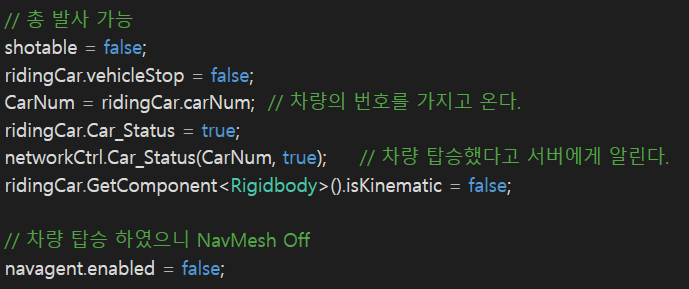 // 총 발사 가능
shotable = false;
ridingCar.vehicleStop = false;
CarNum = ridingCar.carNum;  // 차량의 번호를 가지고 온다.
ridingCar.Car_Status = true;
networkCtrl.Car_Status(CarNum, true);     // 차량 탑승했다고 서버에게 알린다.
ridingCar.GetComponent<Rigidbody>().isKinematic = false;
// 차량 탑승 하였으니 NavMesh Off
navagent.enabled = false;